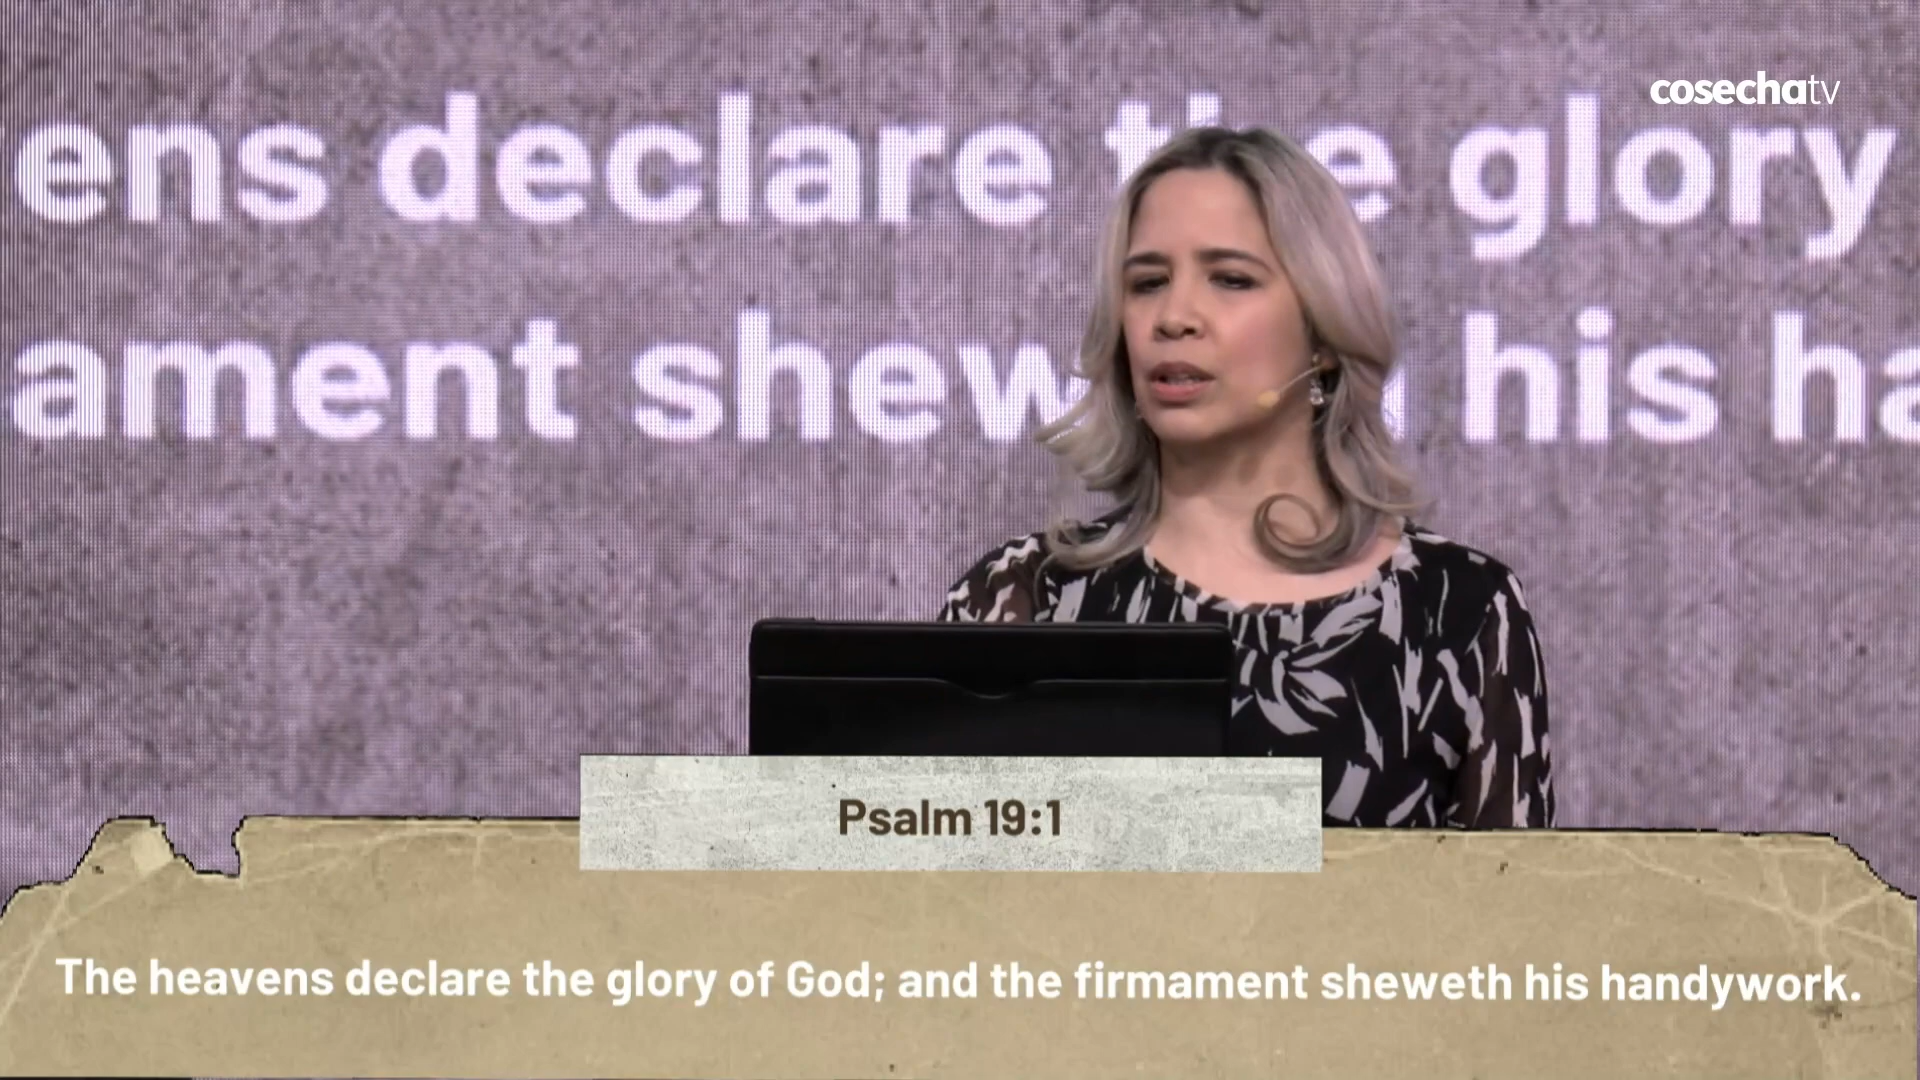 cosechatv
ens declare the glory
ament shew his ha
Psalm 19:1
The heavens declare the glory of God; and the firmament sheweth his handywork.